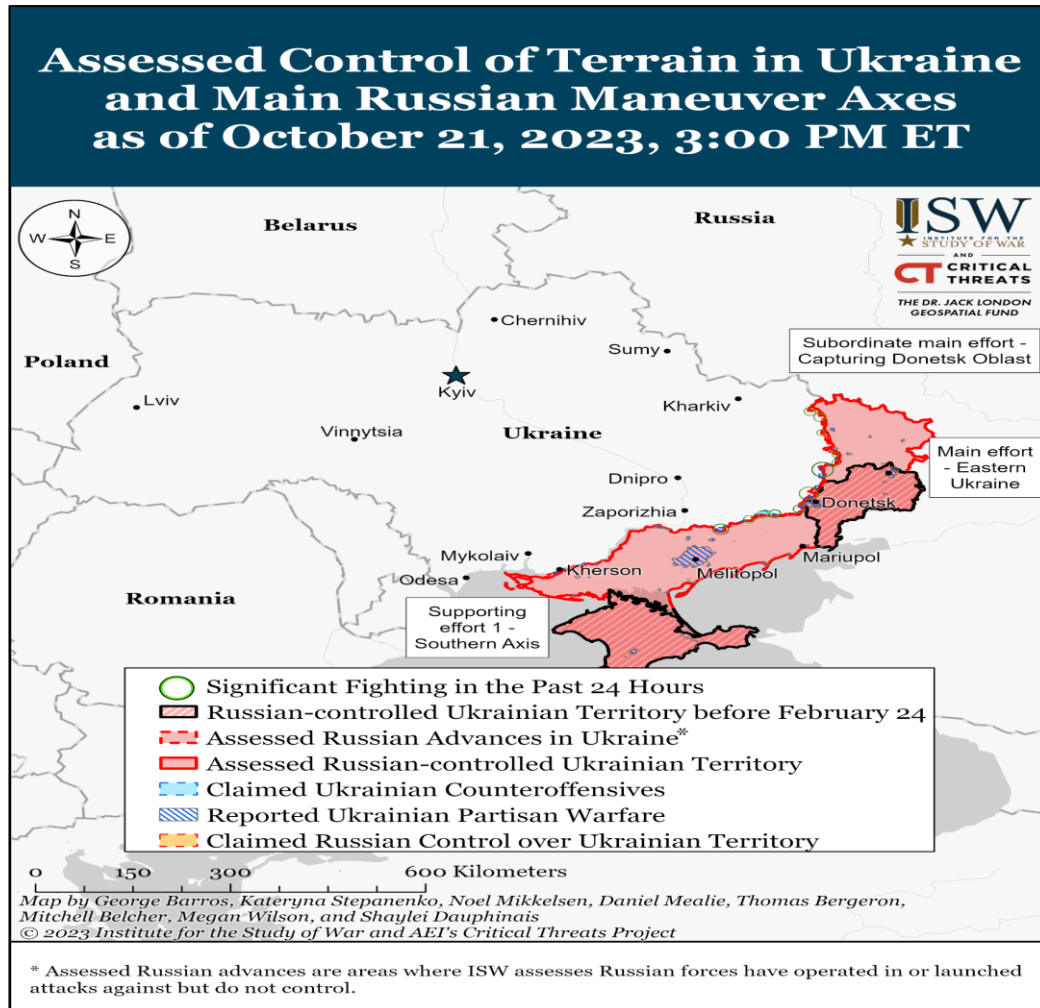 Assessed Control of Terrain in Ukraine
and Main Russian Maneuver Axes
as of October 21, 2023, 3:00 PM ET
N
W E
S
Belarus
Russia
ISW
INSTITUTE FOR THE
STUDY OF WAR
AND
CT CRITICAL
THREATS
THE DR. JACK LONDON
GEOSPATIAL FUND
Chernihiv
Subordinate main effort -
Capturing Donetsk Oblast
Sumy
Poland
Kyiv
Lviv
Kharkiv
Vinnytsia
Ukraine
Main effort
- Eastern
Ukraine
Dnipro
Donetsk
Zaporizhia
Mykolaiv
Mariupol
Kherson
Melitopol
Odesa
Romania
Supporting
effort 1 -
Southern Axis
Significant Fighting in the Past 24 Hours
Russian-controlled Ukrainian Territory before February 24
Assessed Russian Advances in Ukraine*
Assessed Russian-controlled Ukrainian Territory
Claimed Ukrainian Counteroffensives
Reported Ukrainian Partisan Warfare
Claimed Russian Control over Ukrainian Territory
0 150 300 600 Kilometers
Map by George Barros, Kateryna Stepanenko, Noel Mikkelsen, Daniel Mealie, Thomas Bergeron,
Mitchell Belcher, Megan Wilson, and Shaylei Dauphinais
© 2023 Institute for the Study of War and AEI's Critical Threats Project
* Assessed Russian advances are areas where ISW assesses Russian forces have operated in or launched
attacks against but do not control.